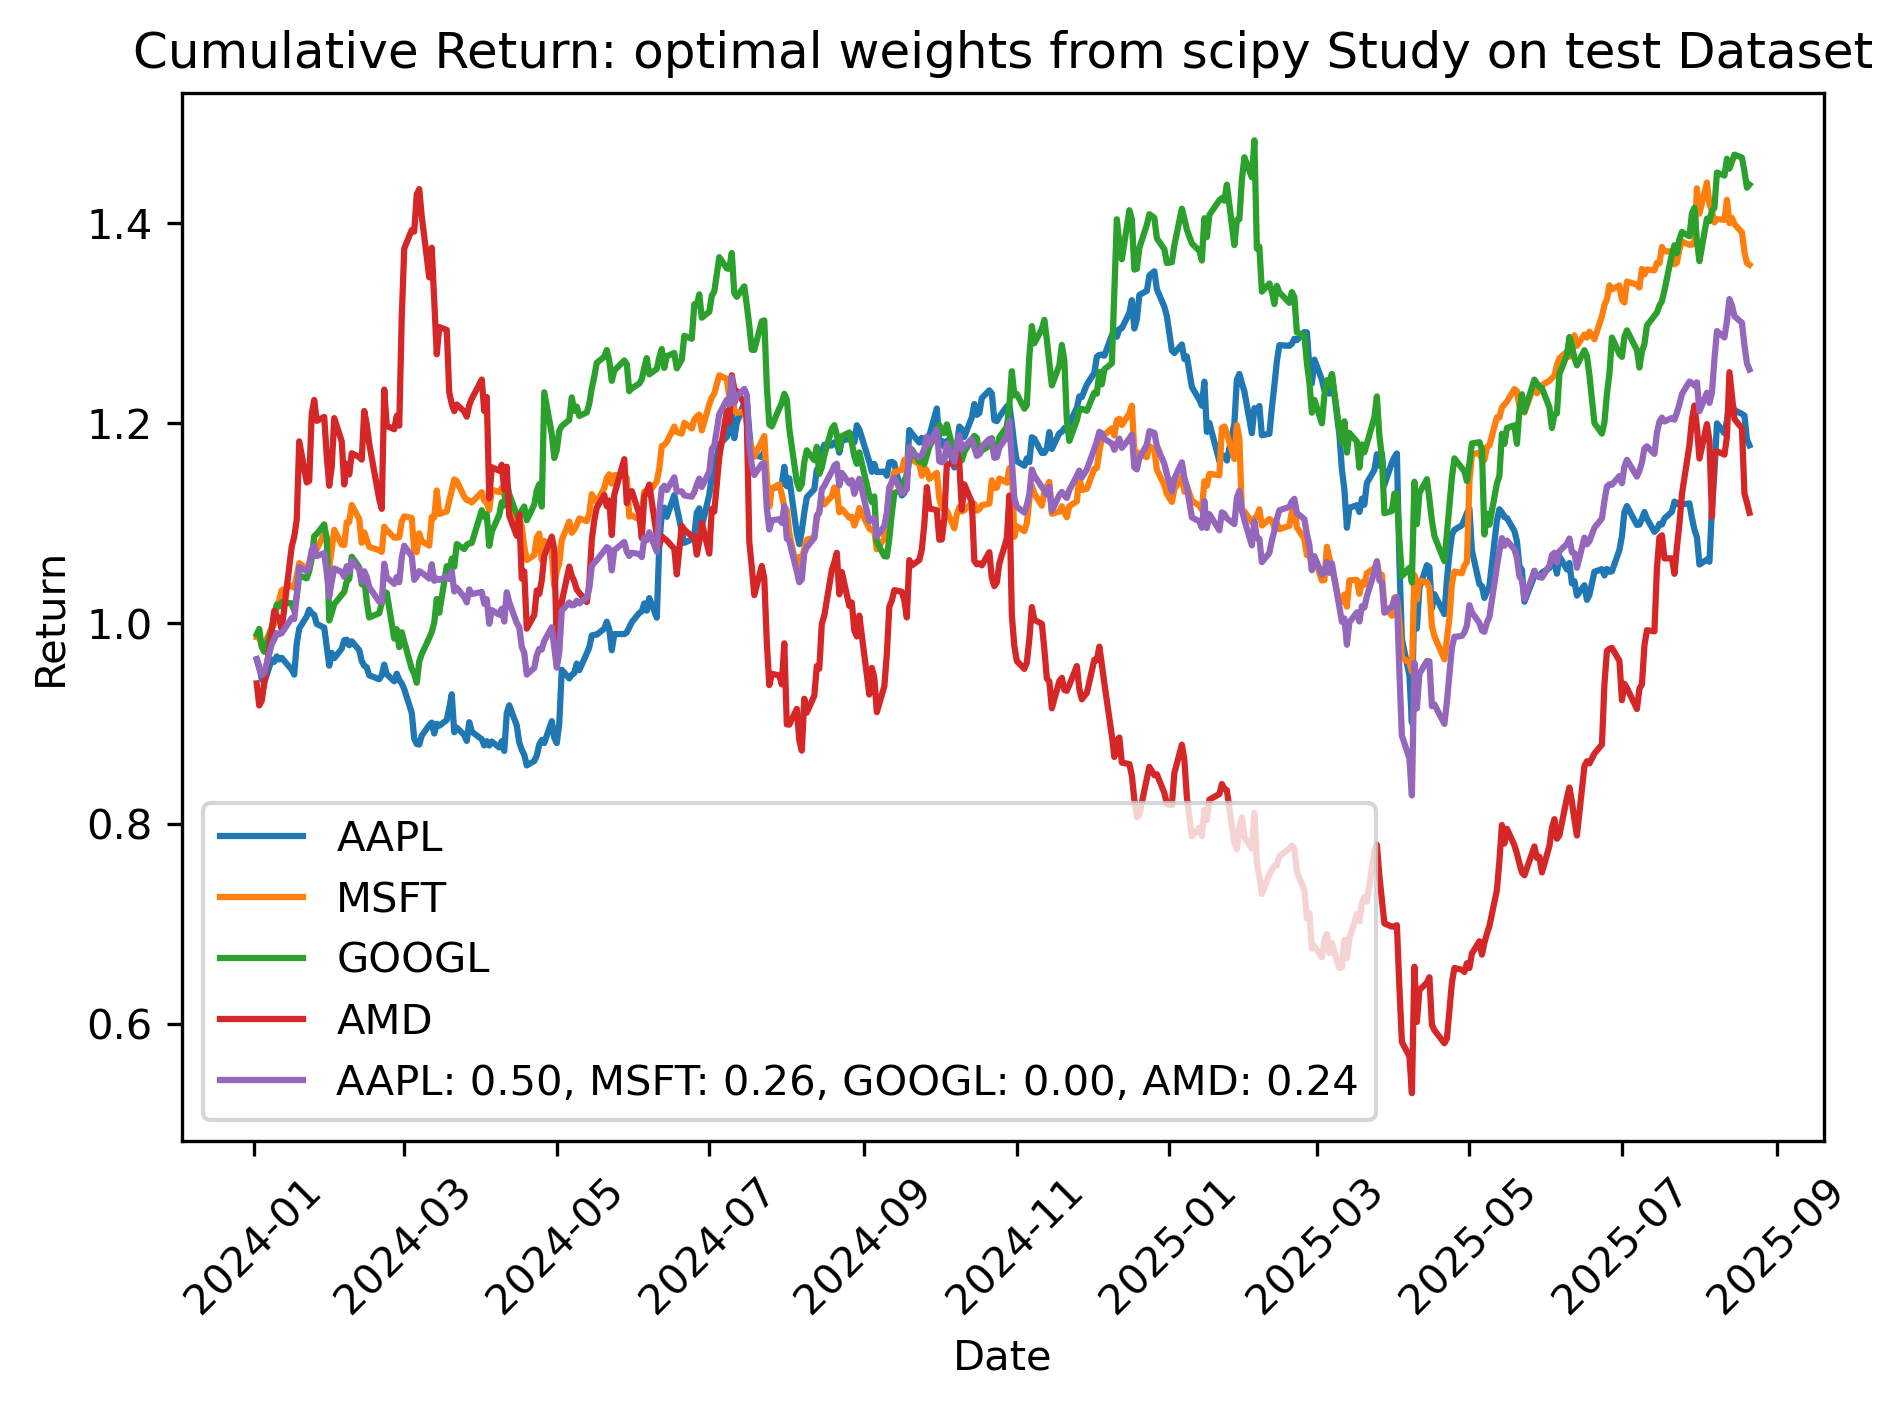 Cumulative Return: optimal weights from scipy Study on test Dataset
Return
1.4
1.2
1.0
0.8
0.6
AAPL
MSFT
GOOGL
AMD
AAPL: 0.50, MSFT: 0.26, GOOGL: 0.00, AMD: 0.24
2024-01
2024-03
2024-05
2024-07
2024-09
2024-11
2025-01
2025-03
2025-05
2025-07
2025-09
Date